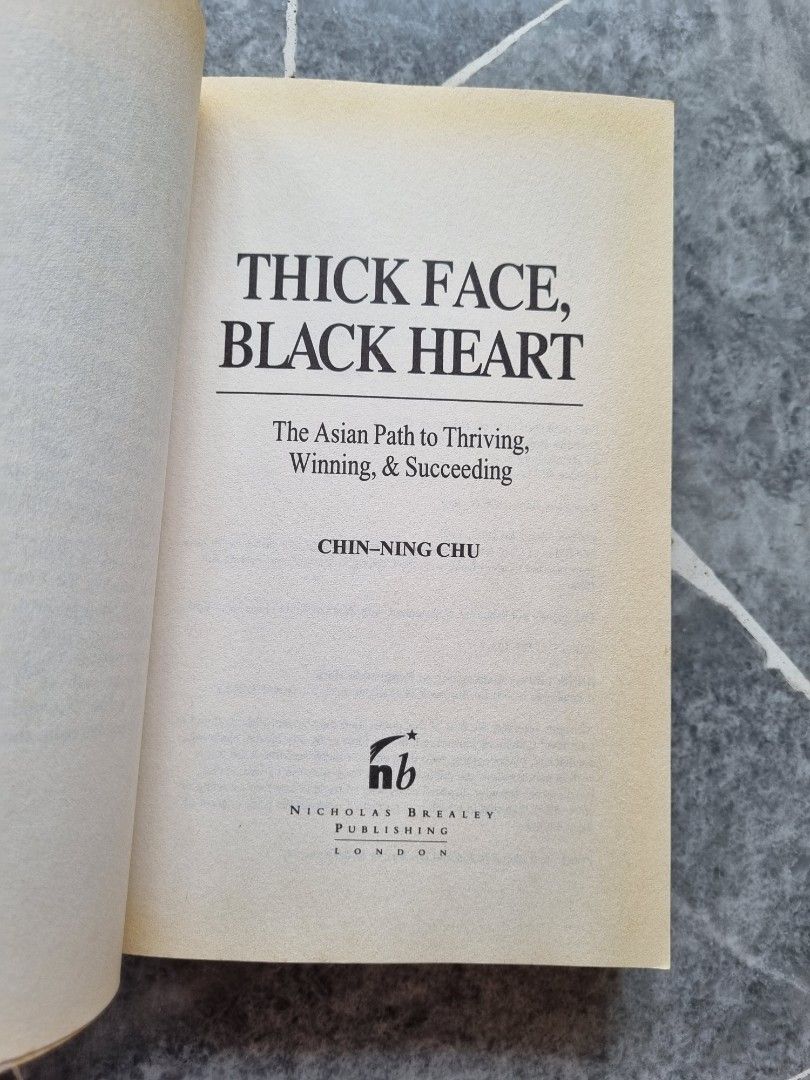 THICK FACE,
BLACK HEART
The Asian Path to Thriving,
Winning, & Succeeding
CHIN–NING CHU
nb
NICHOLAS BREALEY
PUBLISHING
LONDON